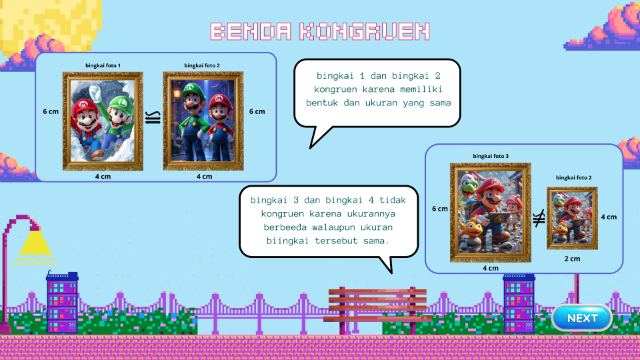 BENDA KONGRUEN
bingkai foto 1
bingkai foto 2
6 cm
≅
6 cm
4 cm
4 cm
bingkai 1 dan bingkai 2
kongruen karena memiliki
bentuk dan ukuran yang sama
bingkai 3 dan bingkai 4 tidak
kongruen karena ukurannya
berbeeda walaupun ukuran
biingkai tersebut sama.
bingkai foto 3
bingkai foto 2
6 cm
≠
4 cm
2 cm
4 cm
NEXT